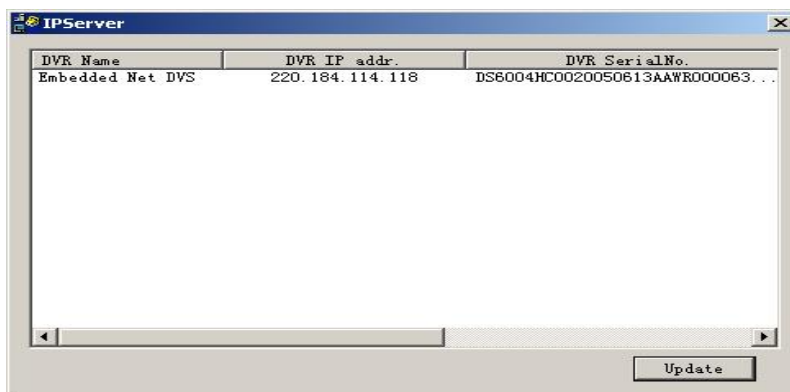 IPServer
DVR Name DVR IP addr. DVR SerialNo.
Embedded Net DVS 220.184.114.118 DS6004HC0020050613AAWR000063...
Update